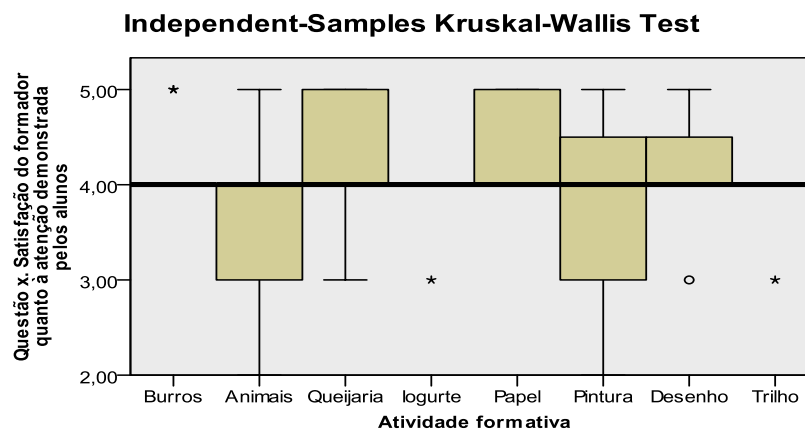 Independent-Samples Kruskal-Wallis Test
Questão x. Satisfação do formador
quanto à atenção demonstrada
pelos alunos
5,00
4,00
3,00
2,00
Burros Animais Queijaria Iogurte Papel Pintura Desenho Trilho
Atividade formativa